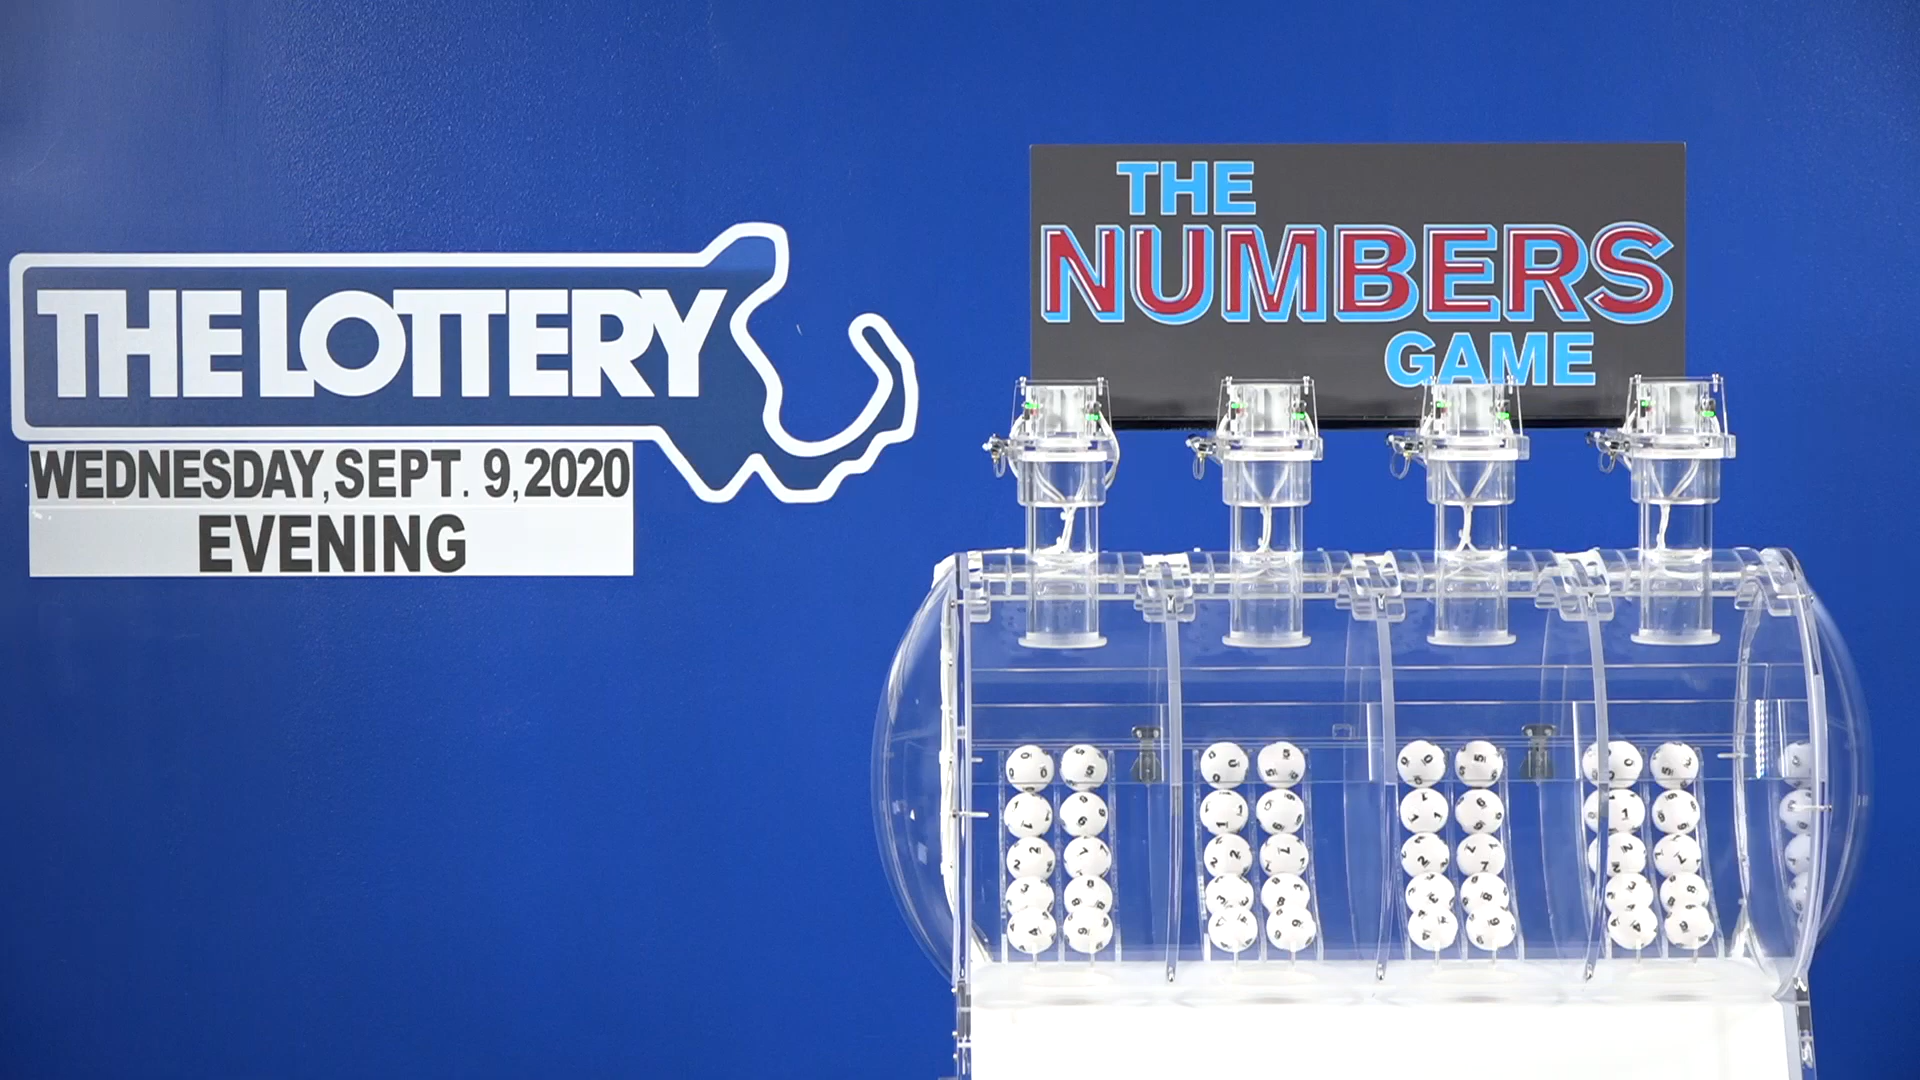 THE LOTTERY
WEDNESDAY, SEPT. 9, 2020
EVENING
THE
NUMBERS
GAME